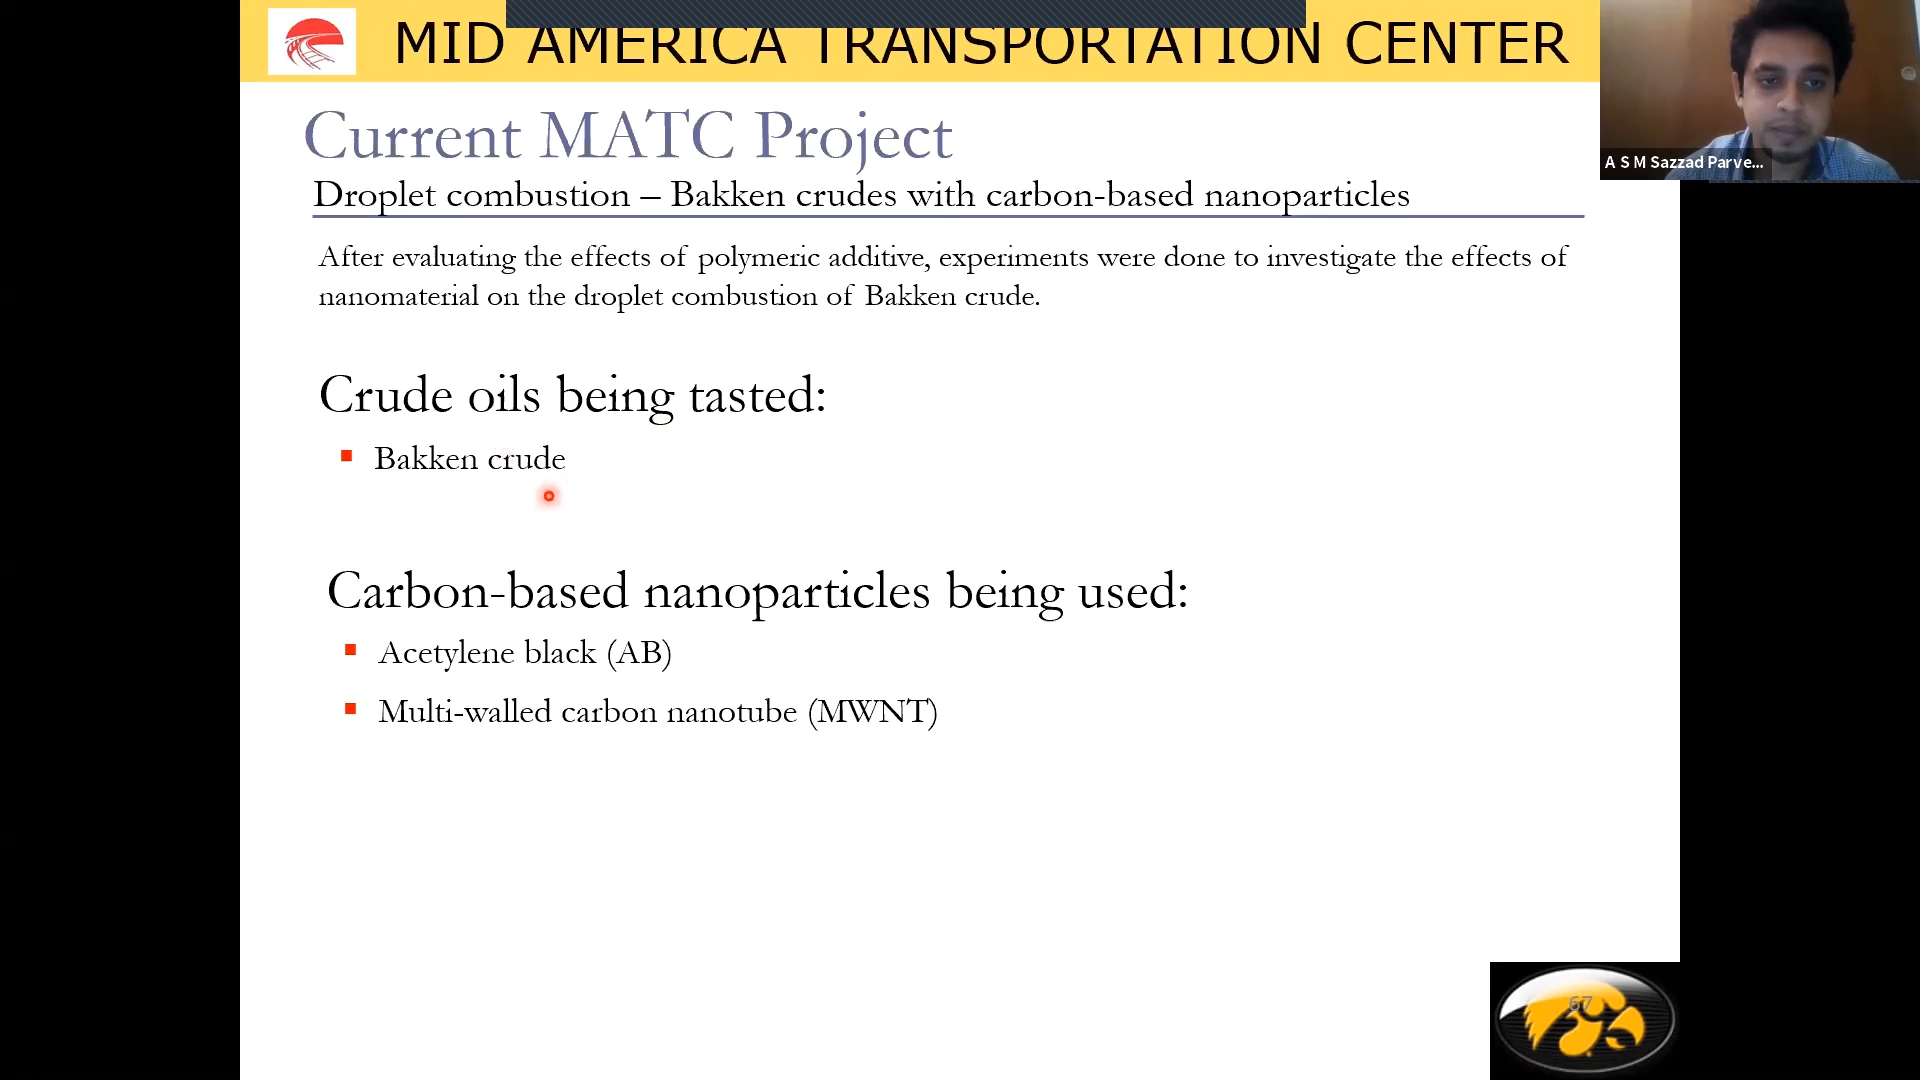 MID AMERICA TRANSPORTATION CENTER
A S M Sazzad Parve...
Current MATC Project
Droplet combustion – Bakken crudes with carbon-based nanoparticles
After evaluating the effects of polymeric additive, experiments were done to investigate the effects of
nanomaterial on the droplet combustion of Bakken crude.
Crude oils being tasted:
Bakken crude
Carbon-based nanoparticles being used:
Acetylene black (AB)
Multi-walled carbon nanotube (MWNT)
67